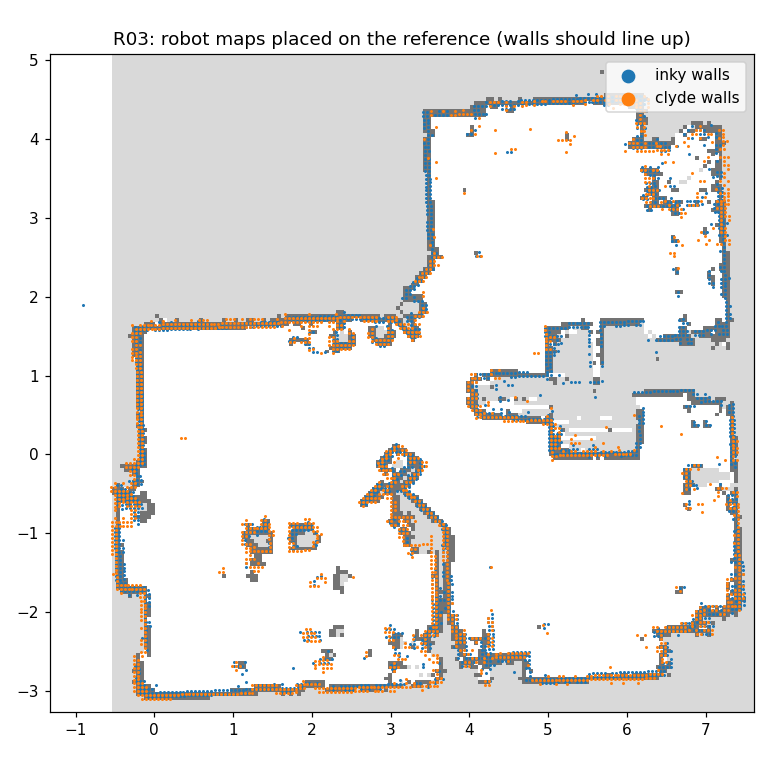 R03: robot maps placed on the reference (walls should line up)
inky walls
clyde walls
5
4
3
2
1
0
−1
−2
−3
−1 0 1 2 3 4 5 6 7